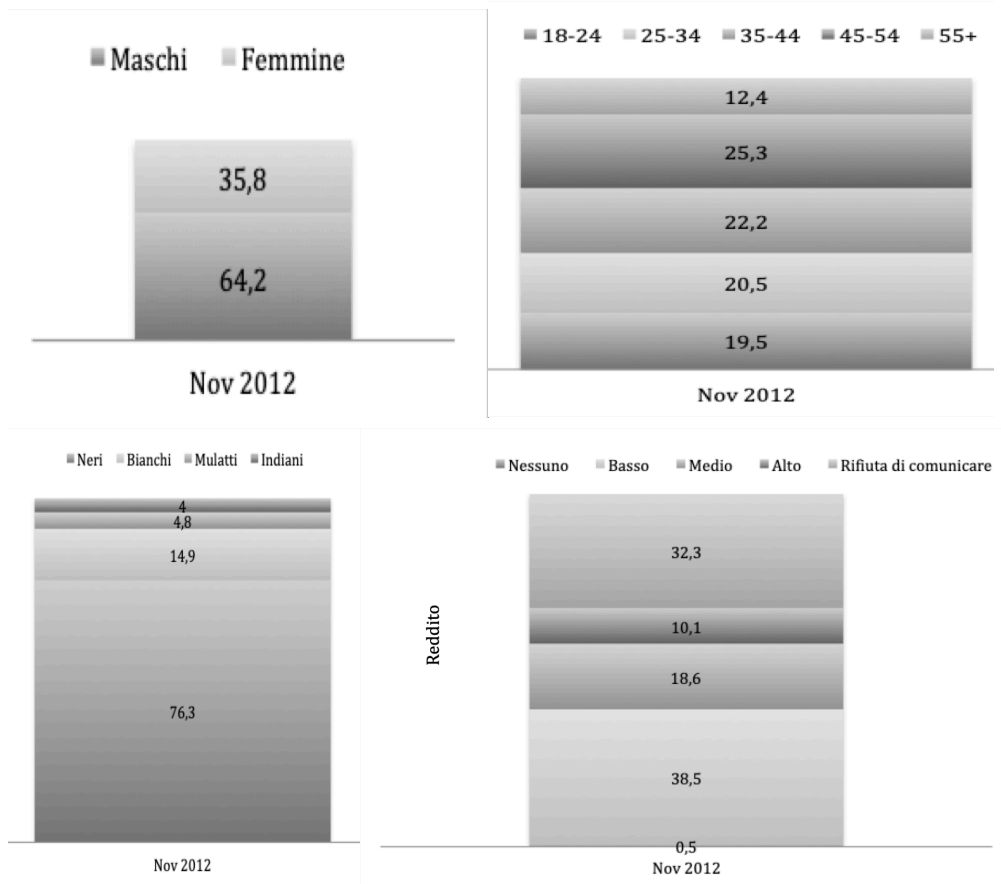 Maschi Femmine
35,8
64,2
Nov 2012
18-24 25-34 35-44 45-54 55+
12,4
25,3
22,2
20,5
19,5
Nov 2012
Neri Bianchi Mulatti Indiani
4
4,8
14,9
76,3
Nov 2012
Nessuno Basso Medio Alto Rifiuta di comunicare
Reddito
32,3
10,1
18,6
38,5
0,5
Nov 2012